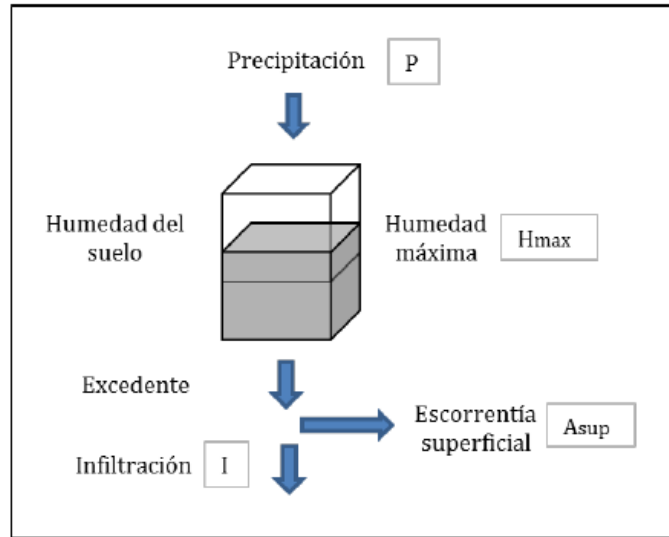 Precipitación P
Humedad del
suelo
Humedad
máxima
Hmax
Excedente
Escorrentía
superficial
Asup
Infiltración I